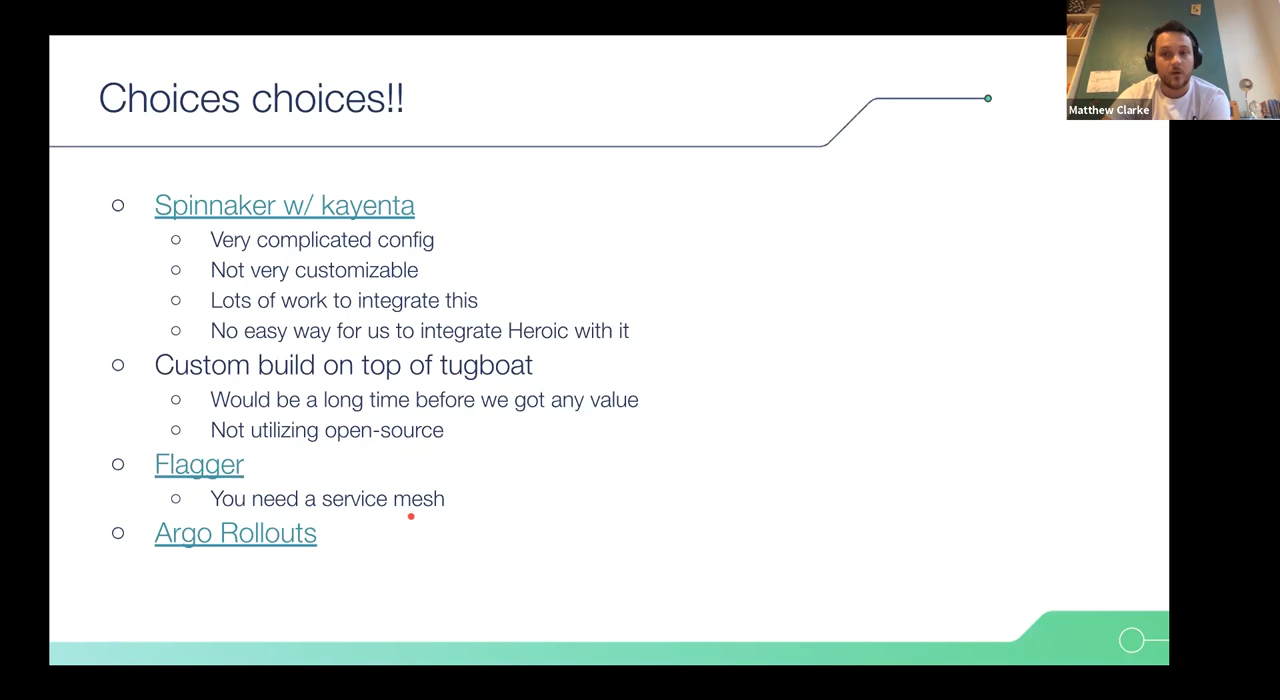 Choices choices!!
Matthew Clarke
Spinnaker w/ kayenta
Very complicated config
Not very customizable
Lots of work to integrate this
No easy way for us to integrate Heroic with it
Custom build on top of tugboat
Would be a long time before we got any value
Not utilizing open-source
Flagger
You need a service mesh
Argo Rollouts